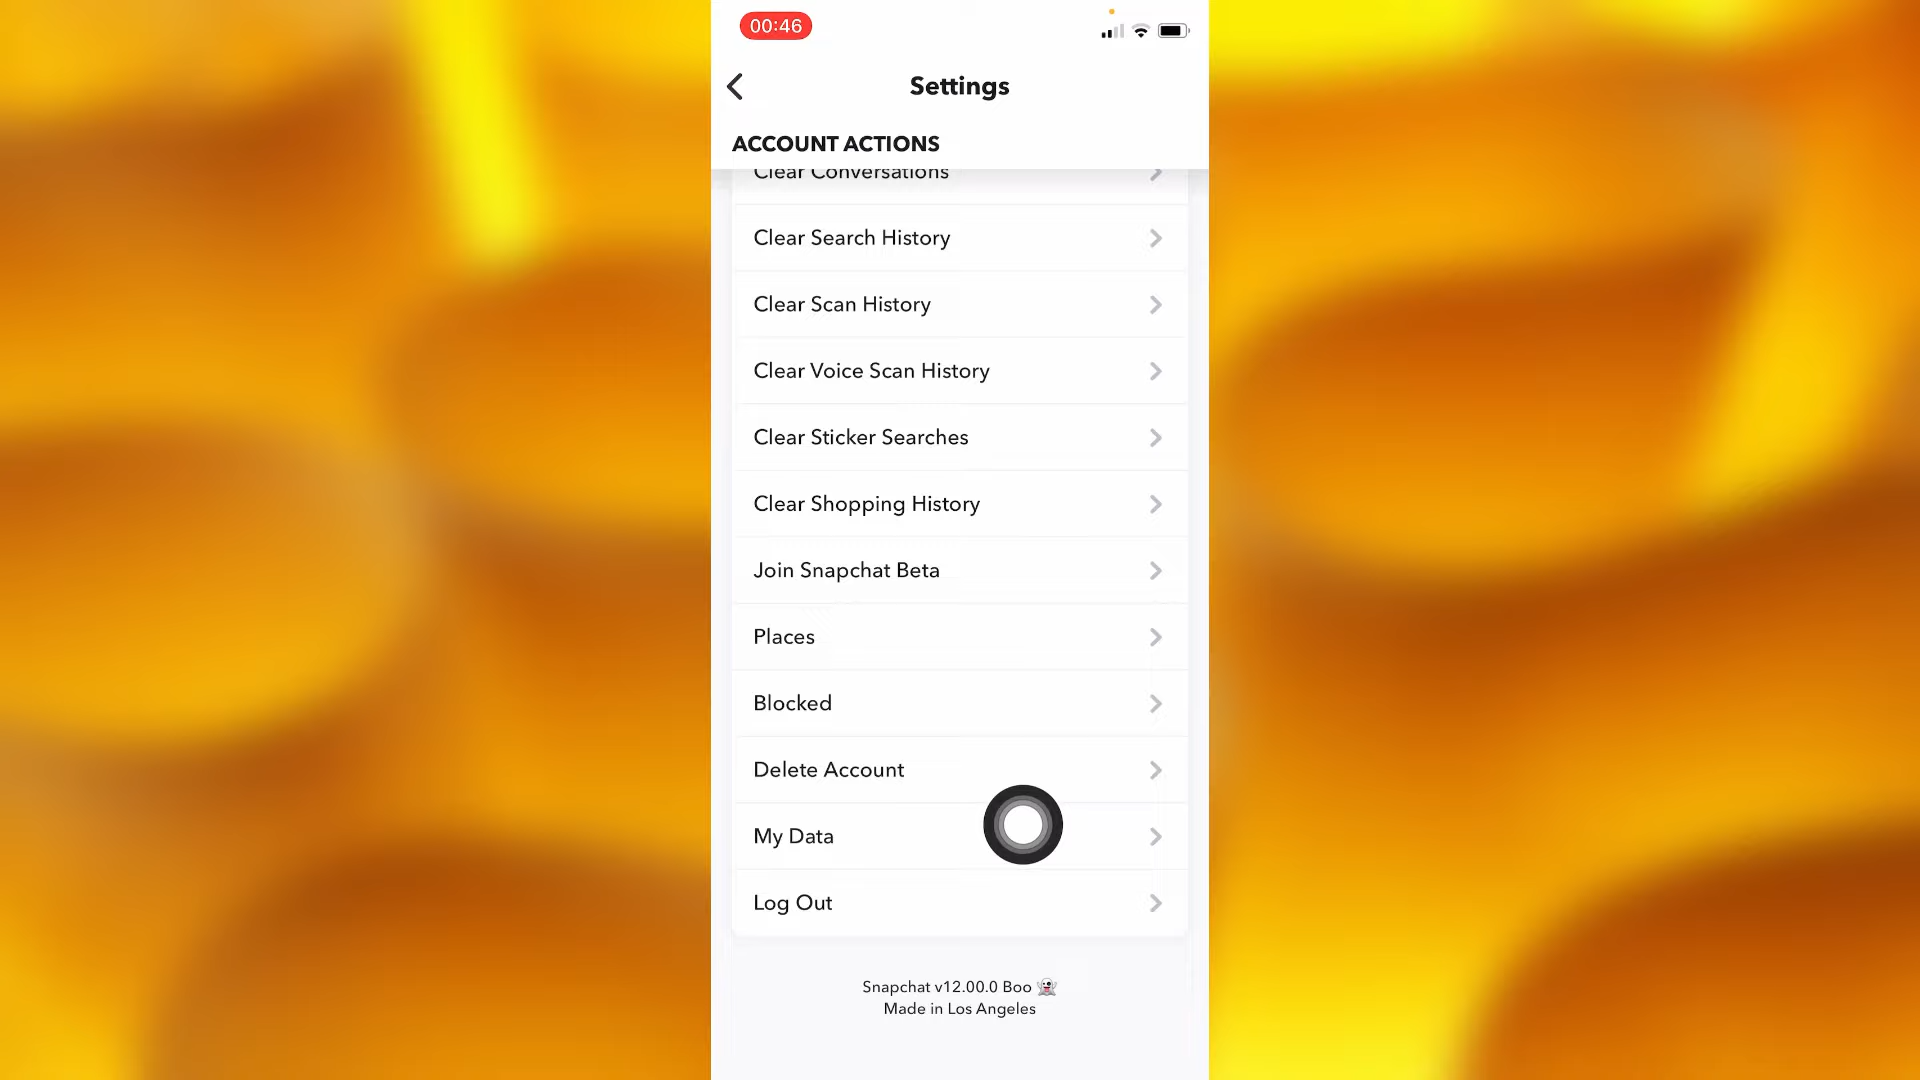 00:46
Settings
ACCOUNT ACTIONS
Clear Conversations
Clear Search History
Clear Scan History
Clear Voice Scan History
Clear Sticker Searches
Clear Shopping History
Join Snapchat Beta
Places
Blocked
Delete Account
My Data
Log Out
Snapchat v12.00.0 Boo 👻
Made in Los Angeles